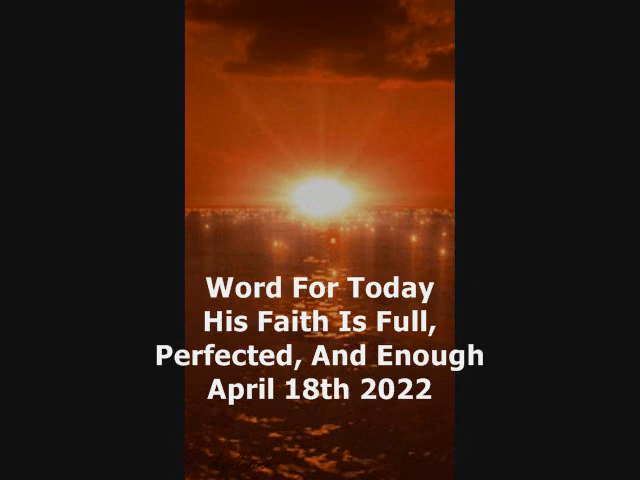 Word For Today
His Faith Is Full,
Perfected, And Enough
April 18th 2022